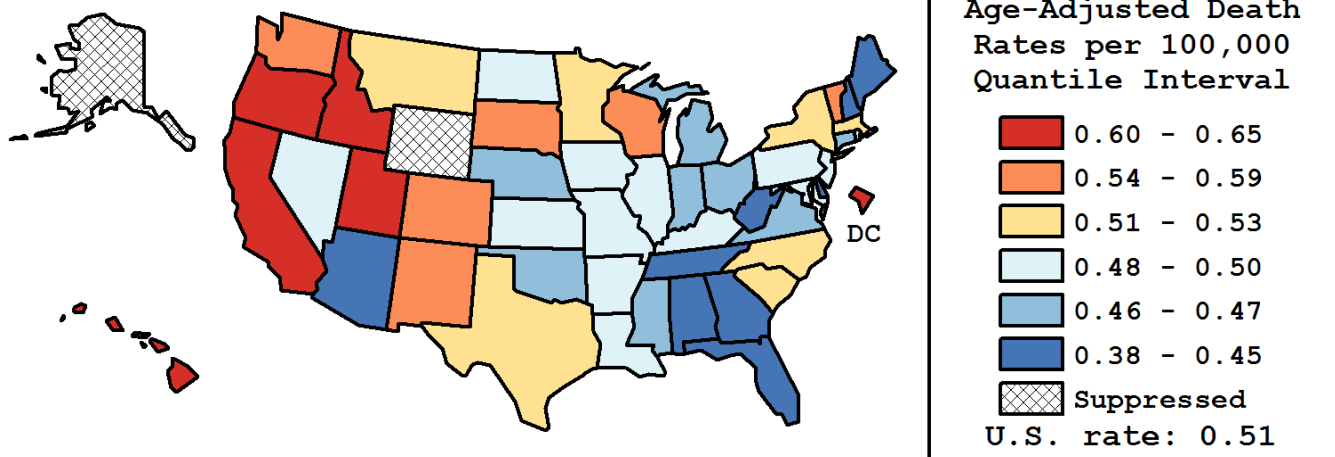 Age-Adjusted Death
Rates per 100,000
Quantile Interval
0.60 - 0.65
0.54 - 0.59
0.51 - 0.53
0.48 - 0.50
0.46 - 0.47
0.38 - 0.45
Suppressed
U.S. rate: 0.51
DC